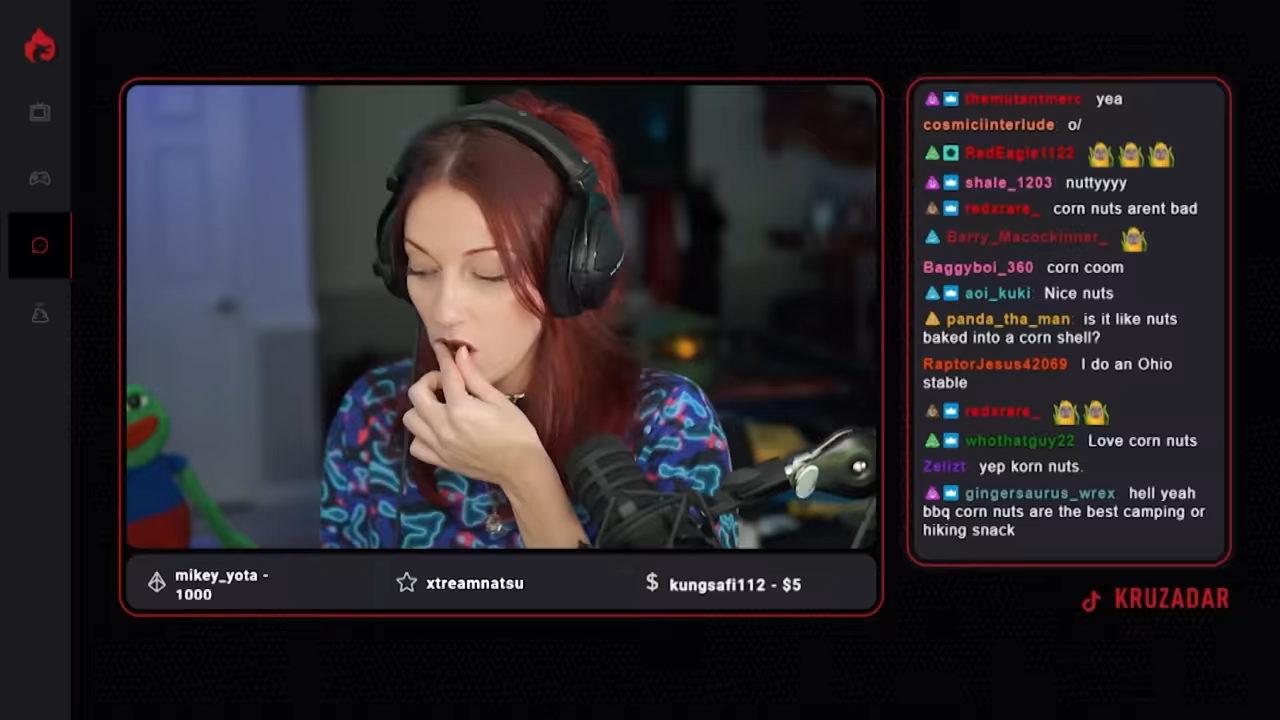 themutantmerc yea
cosmiciinterlude o/
RedEagle1122
shale_1203 nuttyyyy
redxrare_ corn nuts arent bad
Barry_Macockinner_
Baggyboi_360 corn coom
aoi_kuki: Nice nuts
panda_tha_man: is it like nuts
baked into a corn shell?
RaptorJesus42069 I do an Ohio
stable
redxrare_
whothatguy22 Love corn nuts
Zelizt yep korn nuts.
gingersaurus_wrex: hell yeah
bbq corn nuts are the best camping or
hiking snack
mikey_yota -
1000
xtreamnatsu
kungsafi112 - $5
KRUZADAR